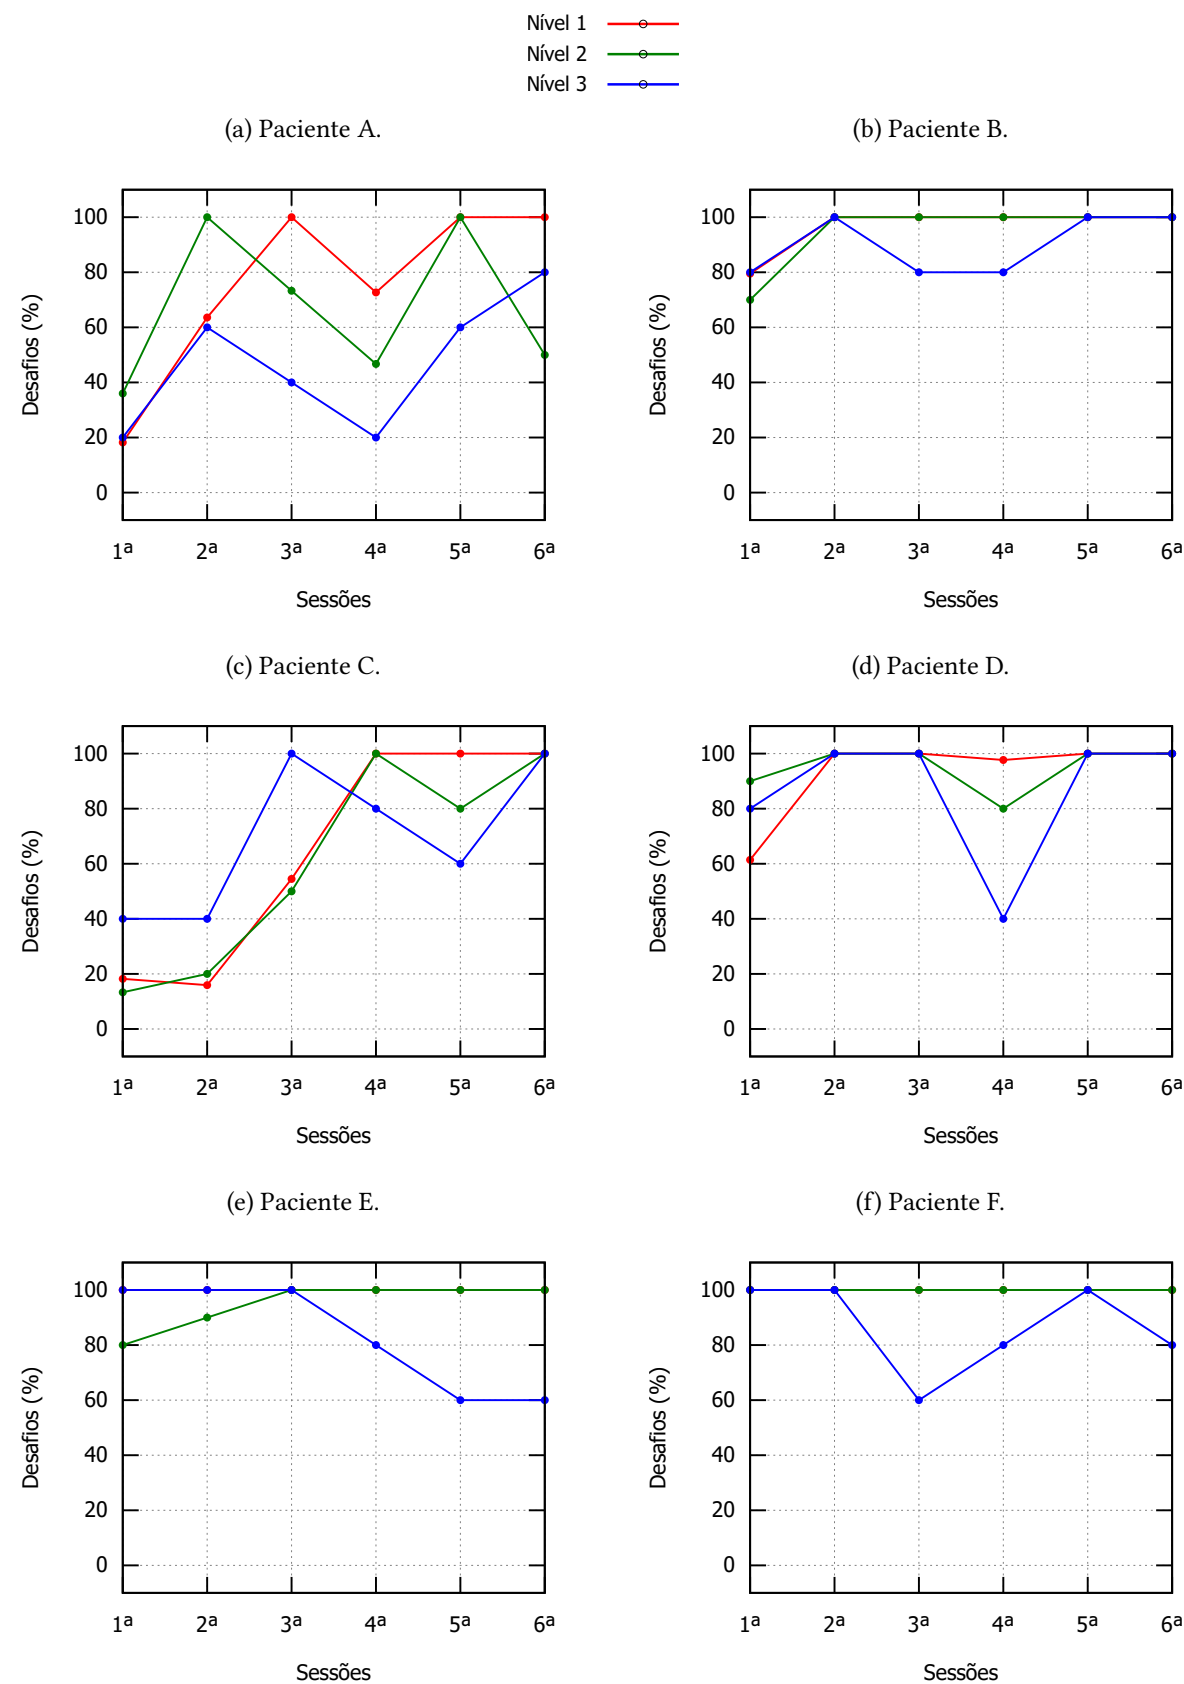 Nível 1
Nível 2
Nível 3
(a) Paciente A.
(b) Paciente B.
100
80
60
40
20
0
Desafios (%)
1ª 2ª 3ª 4ª 5ª 6ª
Sessões
100
80
60
40
20
0
Desafios (%)
1ª 2ª 3ª 4ª 5ª 6ª
Sessões
(c) Paciente C.
(d) Paciente D.
100
80
60
40
20
0
Desafios (%)
1ª 2ª 3ª 4ª 5ª 6ª
Sessões
100
80
60
40
20
0
Desafios (%)
1ª 2ª 3ª 4ª 5ª 6ª
Sessões
(e) Paciente E.
(f) Paciente F.
100
80
60
40
20
0
Desafios (%)
1ª 2ª 3ª 4ª 5ª 6ª
Sessões
100
80
60
40
20
0
Desafios (%)
1ª 2ª 3ª 4ª 5ª 6ª
Sessões